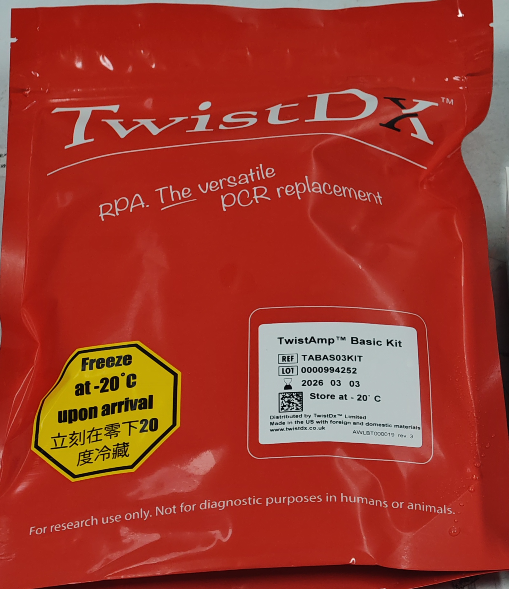 TwistDx™
RPA. The versatile
PCR replacement
TwistAmp™ Basic Kit
REF TABAS03KIT
LOT 0000994252
2026 03 03
Store at - 20° C
Distributed by TwistDx™ Limited
Made in the US with foreign and domestic materials
www.twistdx.co.uk
AWLBT000019 rev. 3
Freeze
at -20°C
upon arrival
立刻在零下20
度冷藏
For research use only. Not for diagnostic purposes in humans or animals.